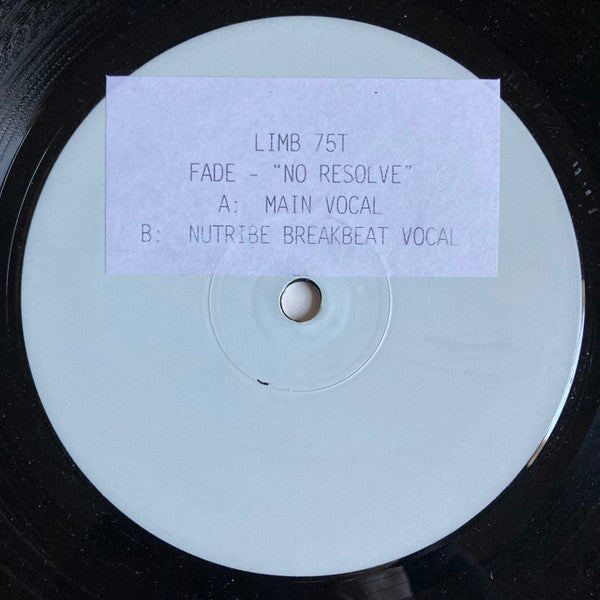 LIMB 75T
FADE - “NO RESOLVE”
A: MAIN VOCAL
B: NUTRIBE BREAKBEAT VOCAL